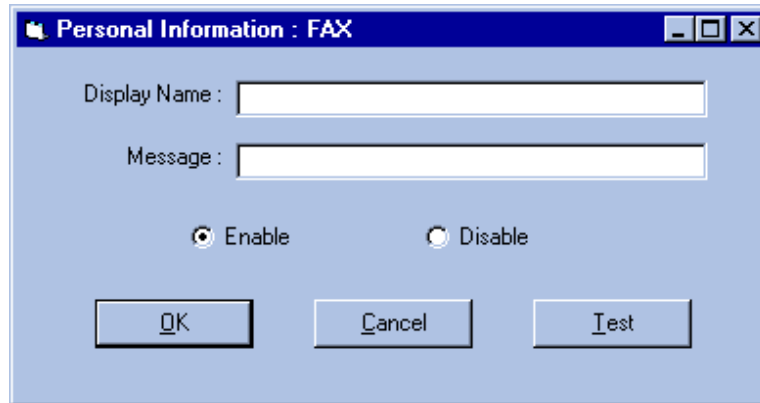 Personal Information : FAX
Display Name :
Message :
Enable Disable
OK Cancel Test